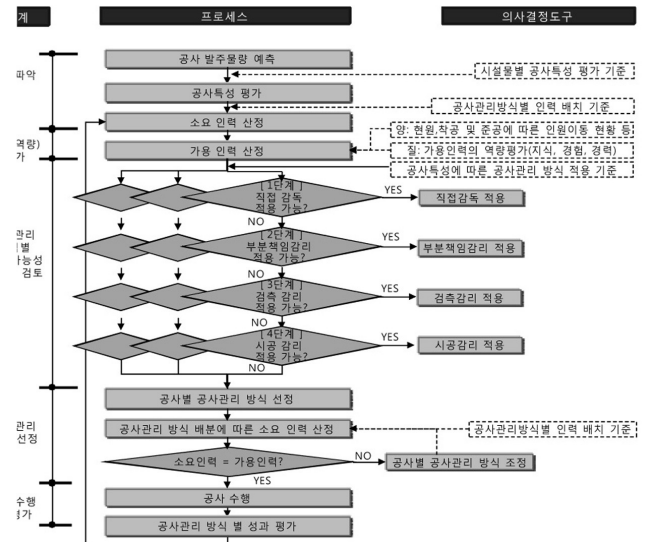 계
프로세스
의사결정도구
공사 발주물량 예측
시설물별 공사특성 평가 기준
파악
공사특성 평가
공사관리방식별 인력 배치 기준
소요 인력 산정
양: 현원,착공 및 준공에 따른 인원이동 현황 등
역량)
가
가용 인력 산정
질: 가용인력의 역량평가(지식, 경험, 경력)
공사특성에 따른 공사관리 방식 적용 기준
[ 1단계 ]
직접 감독
적용 가능?
YES
직접감독 적용
NO
[ 2단계 ]
부분책임감리
적용 가능?
YES
부분책임감리 적용
관리
별
가능성
검토
NO
[ 3단계 ]
검측 감리
적용 가능?
YES
검측감리 적용
NO
[ 4단계 ]
시공 감리
적용 가능?
YES
시공감리 적용
NO
공사별 공사관리 방식 선정
관리
선정
공사관리 방식 배분에 따른 소요 인력 산정
공사관리방식별 인력 배치 기준
소요인력 = 가용인력?
NO
공사별 공사관리 방식 조정
YES
수행
평가
공사 수행
공사관리 방식 별 성과 평가